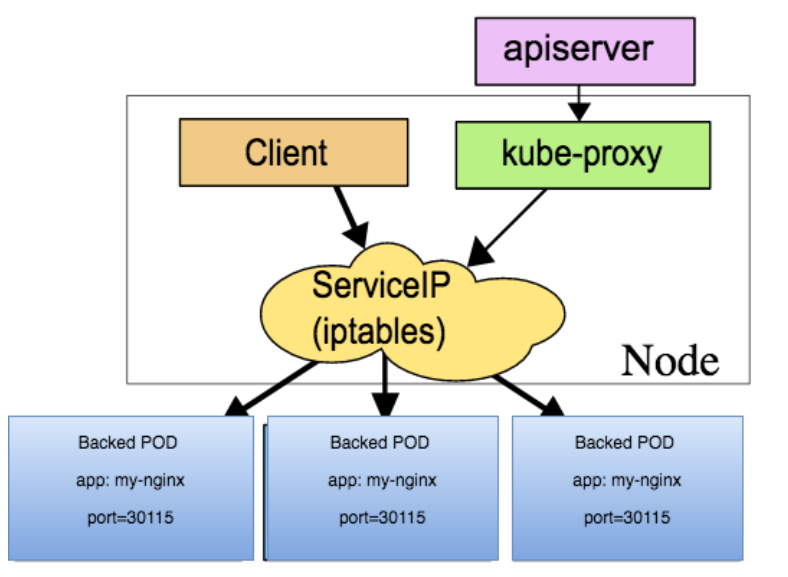 apiserver
Client
kube-proxy
ServiceIP
(iptables)
Node
Backed POD
app: my-nginx
port=30115
Backed POD
app: my-nginx
port=30115
Backed POD
app: my-nginx
port=30115